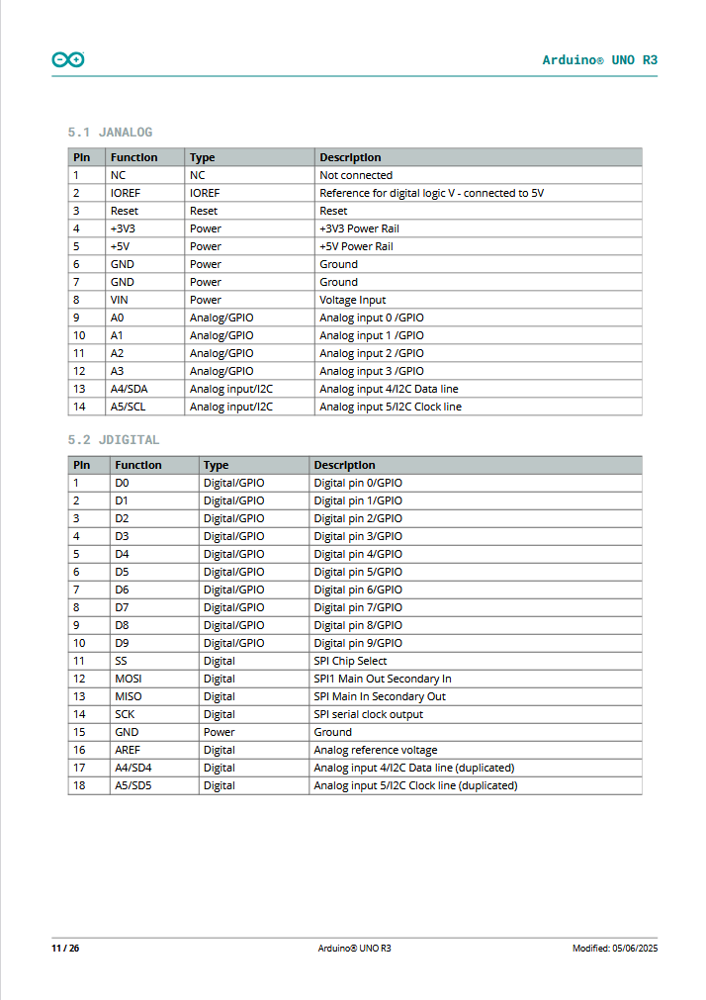 Arduino® UNO R3
5.1 JANALOG
Pin Function Type Description
1 NC NC Not connected
2 IOREF IOREF Reference for digital logic V - connected to 5V
3 Reset Reset Reset
4 +3V3 Power +3V3 Power Rail
5 +5V Power +5V Power Rail
6 GND Power Ground
7 GND Power Ground
8 VIN Power Voltage Input
9 A0 Analog/GPIO Analog input 0 /GPIO
10 A1 Analog/GPIO Analog input 1 /GPIO
11 A2 Analog/GPIO Analog input 2 /GPIO
12 A3 Analog/GPIO Analog input 3 /GPIO
13 A4/SDA Analog input/I2C Analog input 4/I2C Data line
14 A5/SCL Analog input/I2C Analog input 5/I2C Clock line
5.2 JDIGITAL
Pin Function Type Description
1 D0 Digital/GPIO Digital pin 0/GPIO
2 D1 Digital/GPIO Digital pin 1/GPIO
3 D2 Digital/GPIO Digital pin 2/GPIO
4 D3 Digital/GPIO Digital pin 3/GPIO
5 D4 Digital/GPIO Digital pin 4/GPIO
6 D5 Digital/GPIO Digital pin 5/GPIO
7 D6 Digital/GPIO Digital pin 6/GPIO
8 D7 Digital/GPIO Digital pin 7/GPIO
9 D8 Digital/GPIO Digital pin 8/GPIO
10 D9 Digital/GPIO Digital pin 9/GPIO
11 SS Digital SPI Chip Select
12 MOSI Digital SPI1 Main Out Secondary In
13 MISO Digital SPI Main In Secondary Out
14 SCK Digital SPI serial clock output
15 GND Power Ground
16 AREF Digital Analog reference voltage
17 A4/SD4 Digital Analog input 4/I2C Data line (duplicated)
18 A5/SD5 Digital Analog input 5/I2C Clock line (duplicated)
11 / 26 Arduino® UNO R3 Modified: 05/06/2025